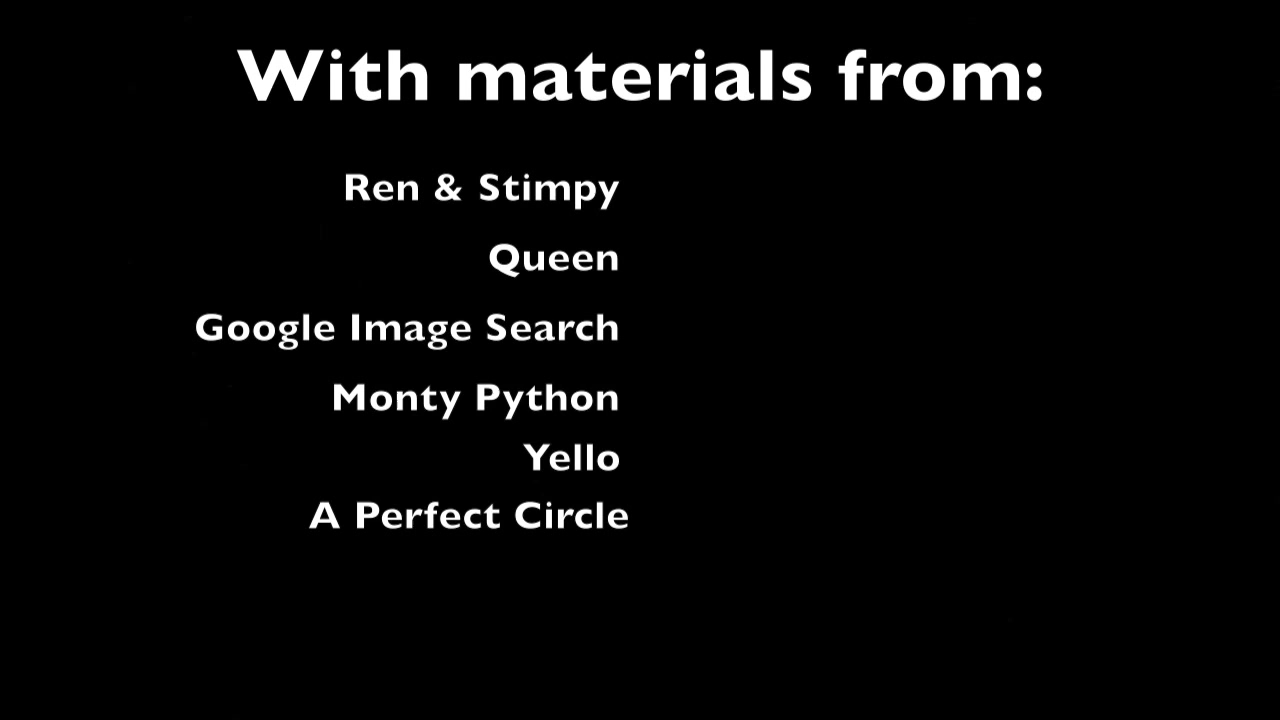 With materials from:
Ren & Stimpy
Queen
Google Image Search
Monty Python
Yello
A Perfect Circle